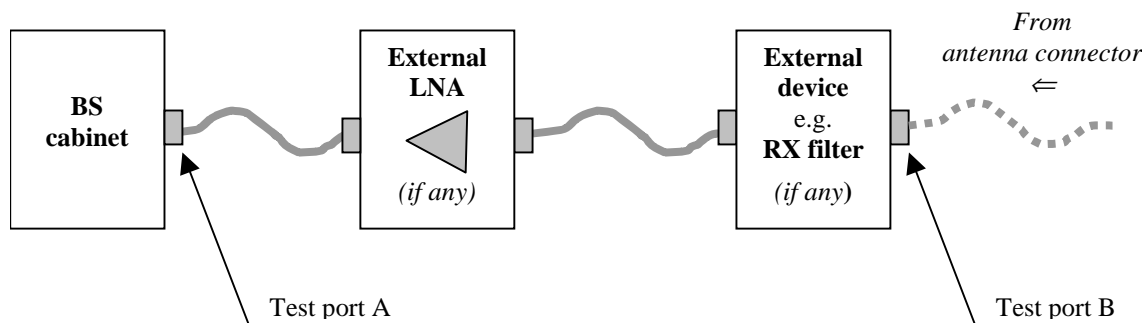 BS
cabinet
External
LNA
(if any)
External
device
e.g.
RX filter
(if any)
From
antenna connector
⇐
Test port A
Test port B